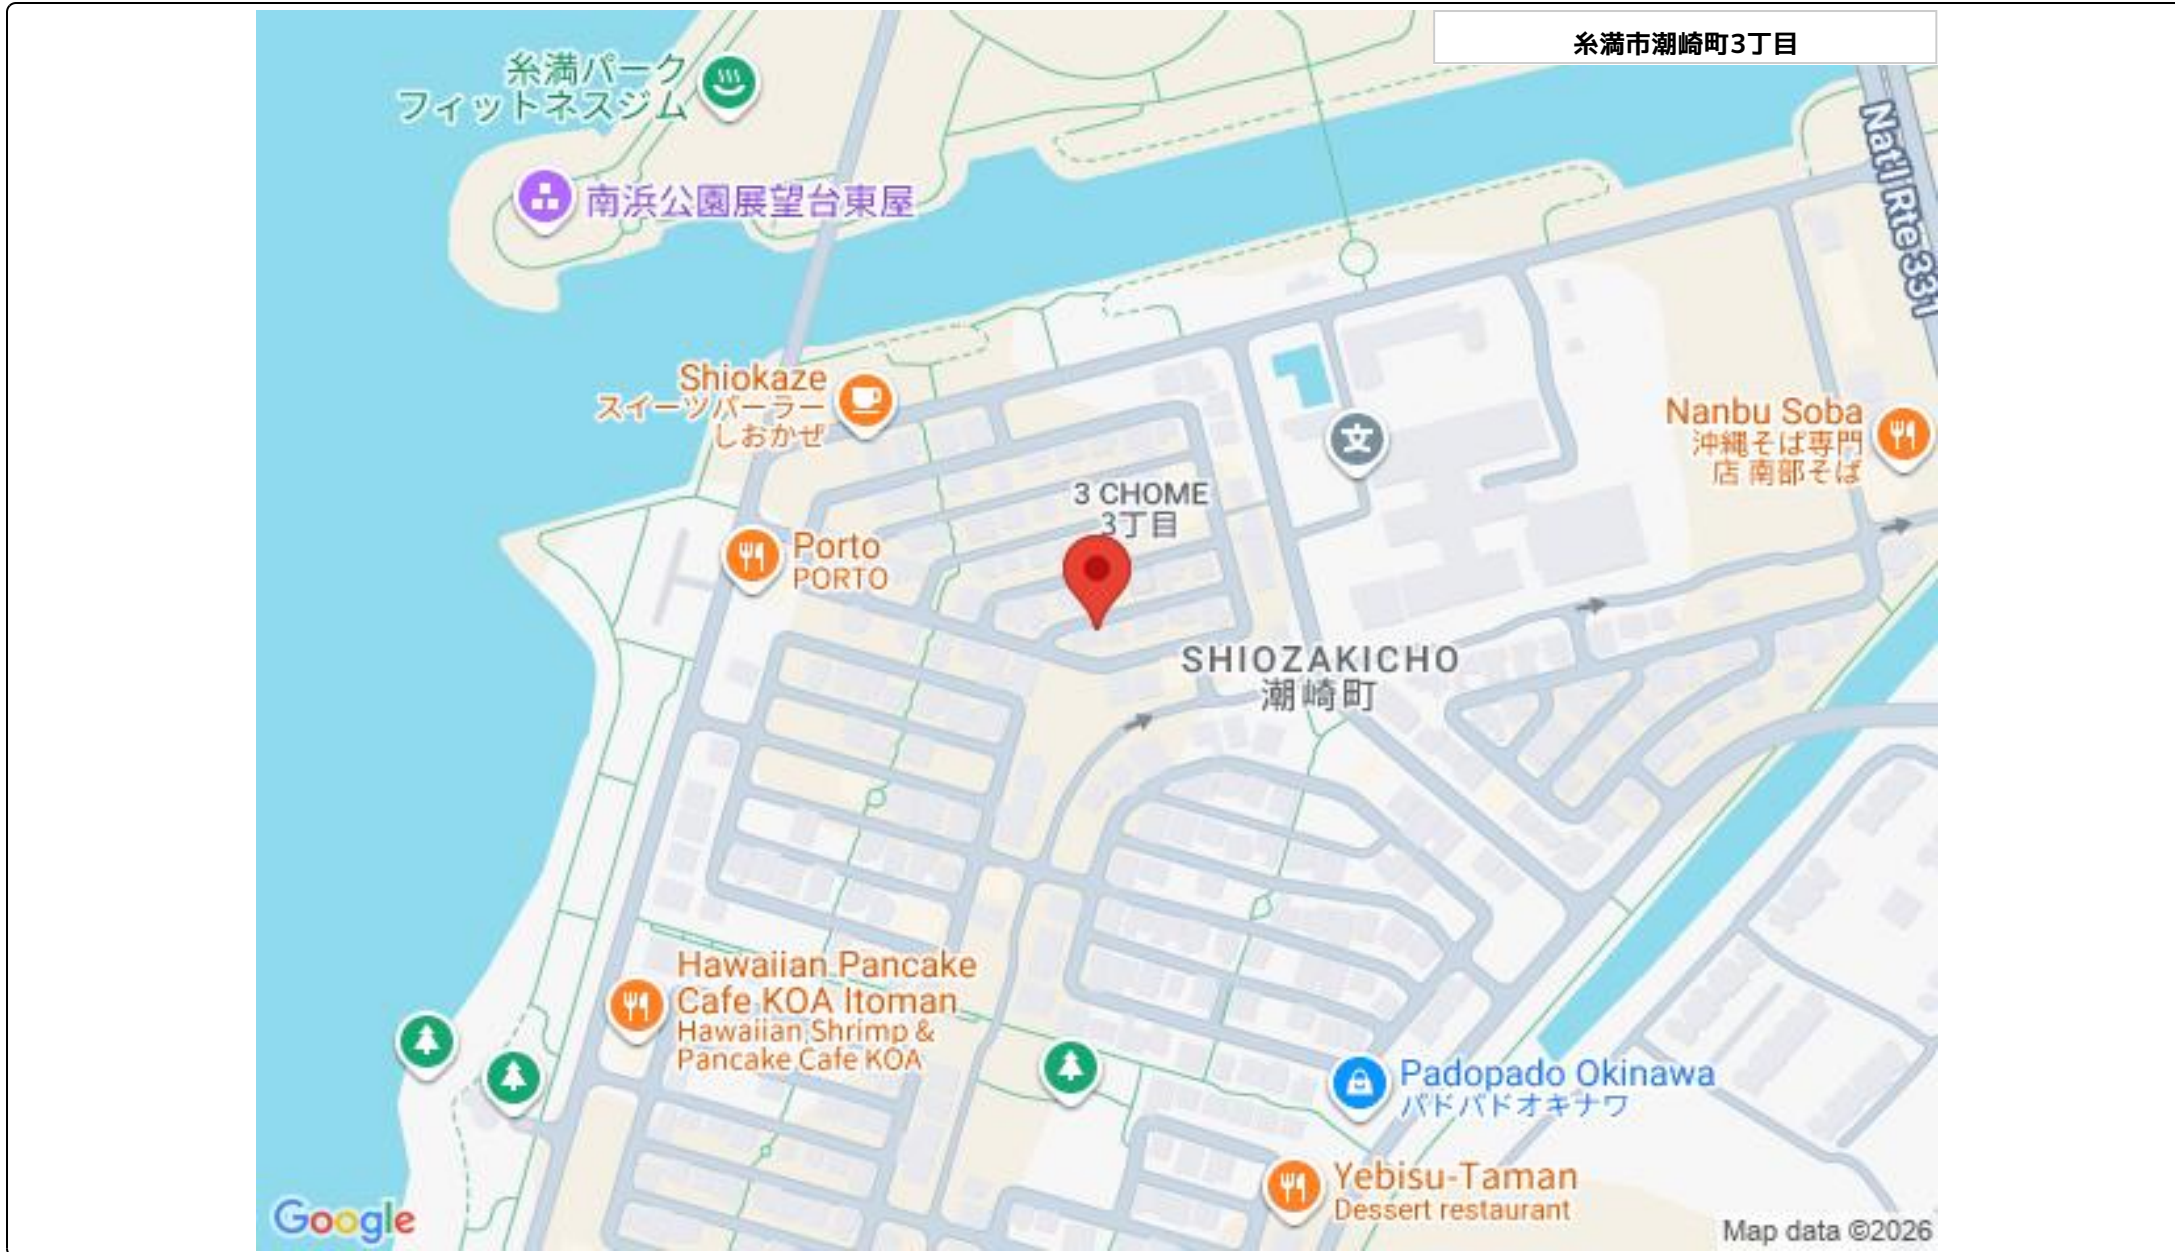 糸満市潮崎町3丁目
糸満パーク
フィットネスジム
Nat'l Rte 331
南浜公園展望台東屋
Shiokaze
スイーツパーラー
しおかぜ
Nanbu Soba
沖縄そば専門
店 南部そば
文
3 CHOME
3丁目
Porto
PORTO
SHIOZAKICHO
潮崎町
Hawaiian Pancake
Cafe KOA Itoman
Hawaiian Shrimp &
Pancake Cafe KOA
Padopado Okinawa
パドパドオキナワ
Yebisu-Taman
Dessert restaurant
Google
Map data ©2026